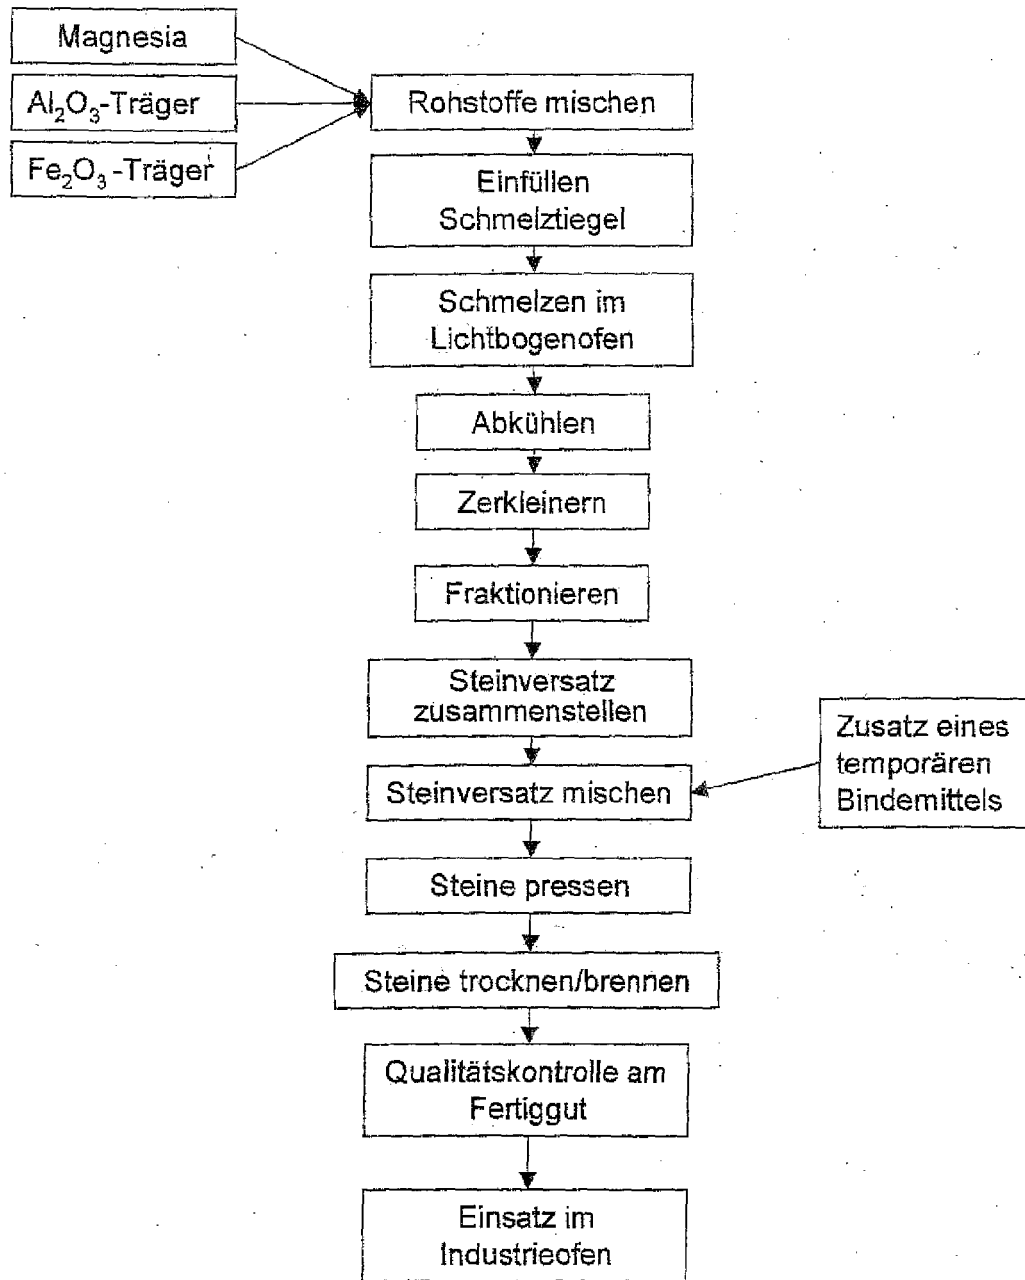 Magnesia
Al₂O₃-Träger
Fe₂O₃-Träger
Rohstoffe mischen
Einfüllen
Schmelztiegel
Schmelzen im
Lichtbogenofen
Abkühlen
Zerkleinern
Fraktionieren
Steinversatz
zusammenstellen
Zusatz eines
temporären
Bindemittels
Steinversatz mischen
Steine pressen
Steine trocknen/brennen
Qualitätskontrolle am
Fertiggut
Einsatz im
Industrieofen